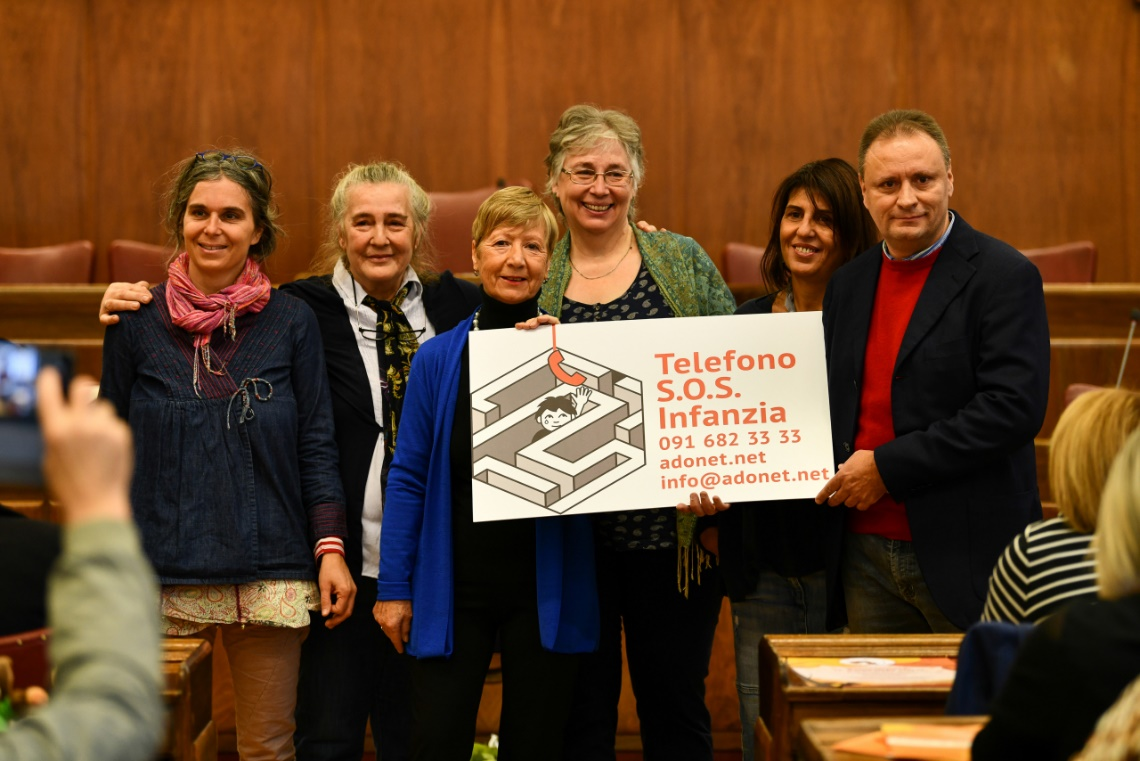 Telefono
S.O.S.
Infanzia
091 682 33 33
adonet.net
info@adonet.net